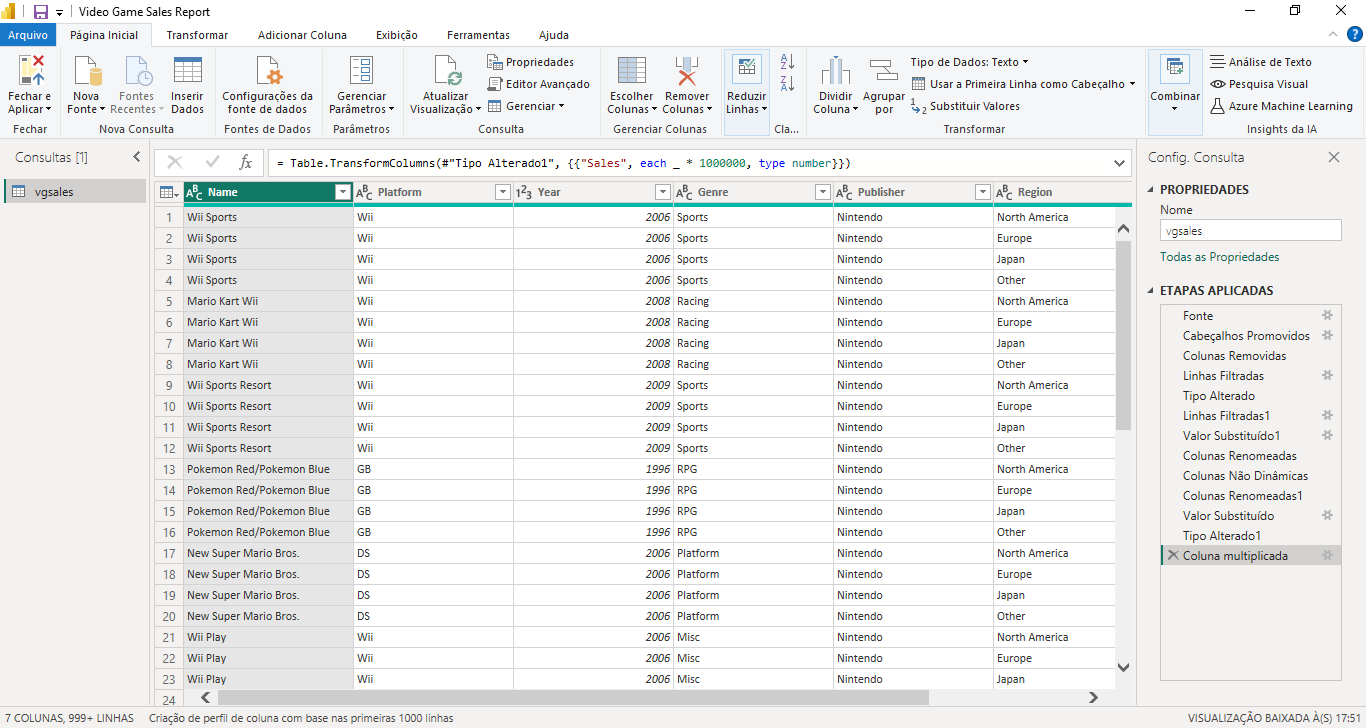 Video Game Sales Report
Arquivo Página Inicial Transformar Adicionar Coluna Exibição Ferramentas Ajuda
Fechar e Aplicar
Fechar
Nova Fonte
Fontes Recentes
Inserir Dados
Nova Consulta
Configurações da fonte de dados
Fontes de Dados
Gerenciar Parâmetros
Parâmetros
Atualizar Visualização
Propriedades
Editor Avançado
Gerenciar
Consulta
Escolher Colunas
Remover Colunas
Gerenciar Colunas
Reduzir Linhas
Cla...
Dividir Coluna
Agrupar por
Tipo de Dados: Texto
Usar a Primeira Linha como Cabeçalho
Substituir Valores
Transformar
Combinar
Análise de Texto
Pesquisa Visual
Azure Machine Learning
Insights da IA
Consultas [1]
vgsales
= Table.TransformColumns(#"Tipo Alterado1", {{"Sales", each _ * 1000000, type number}})
Name Platform Year Genre Publisher Region
1 Wii Sports Wii 2006 Sports Nintendo North America
2 Wii Sports Wii 2006 Sports Nintendo Europe
3 Wii Sports Wii 2006 Sports Nintendo Japan
4 Wii Sports Wii 2006 Sports Nintendo Other
5 Mario Kart Wii Wii 2008 Racing Nintendo North America
6 Mario Kart Wii Wii 2008 Racing Nintendo Europe
7 Mario Kart Wii Wii 2008 Racing Nintendo Japan
8 Mario Kart Wii Wii 2008 Racing Nintendo Other
9 Wii Sports Resort Wii 2009 Sports Nintendo North America
10 Wii Sports Resort Wii 2009 Sports Nintendo Europe
11 Wii Sports Resort Wii 2009 Sports Nintendo Japan
12 Wii Sports Resort Wii 2009 Sports Nintendo Other
13 Pokemon Red/Pokemon Blue GB 1996 RPG Nintendo North America
14 Pokemon Red/Pokemon Blue GB 1996 RPG Nintendo Europe
15 Pokemon Red/Pokemon Blue GB 1996 RPG Nintendo Japan
16 Pokemon Red/Pokemon Blue GB 1996 RPG Nintendo Other
17 New Super Mario Bros. DS 2006 Platform Nintendo North America
18 New Super Mario Bros. DS 2006 Platform Nintendo Europe
19 New Super Mario Bros. DS 2006 Platform Nintendo Japan
20 New Super Mario Bros. DS 2006 Platform Nintendo Other
21 Wii Play Wii 2006 Misc Nintendo North America
22 Wii Play Wii 2006 Misc Nintendo Europe
23 Wii Play Wii 2006 Misc Nintendo Japan
24
Config. Consulta
PROPRIEDADES
Nome
vgsales
Todas as Propriedades
ETAPAS APLICADAS
Fonte
Cabeçalhos Promovidos
Colunas Removidas
Linhas Filtradas
Tipo Alterado
Linhas Filtradas1
Valor Substituído1
Colunas Renomeadas
Colunas Não Dinâmicas
Colunas Renomeadas1
Valor Substituído
Tipo Alterado1
Coluna multiplicada
7 COLUNAS, 999+ LINHAS Criação de perfil de coluna com base nas primeiras 1000 linhas VISUALIZAÇÃO BAIXADA À(S) 17:51